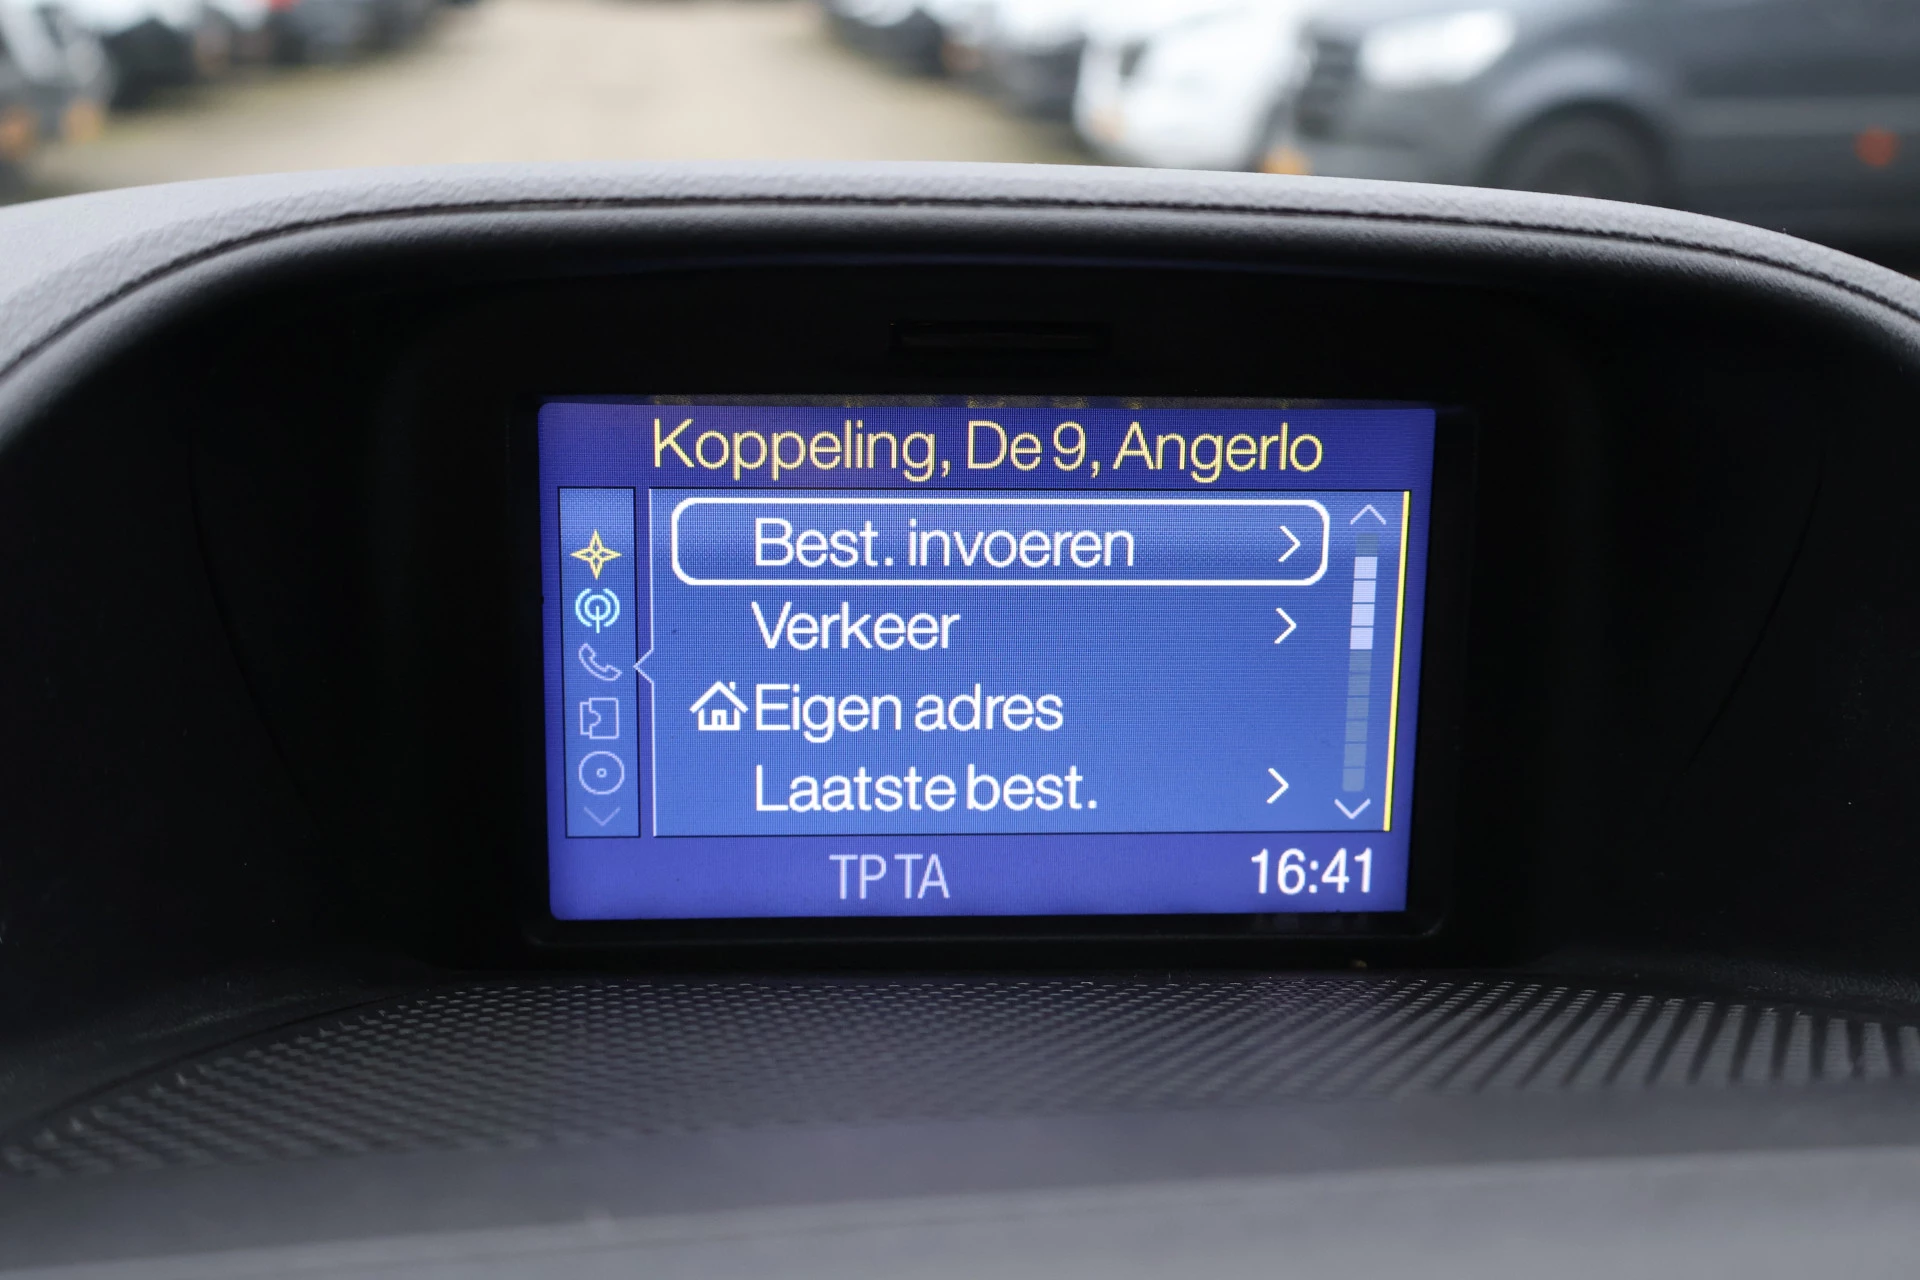 Koppeling, De 9, Angerlo
Best. invoeren
Verkeer
Eigen adres
Laatste best.
TP TA
16:41